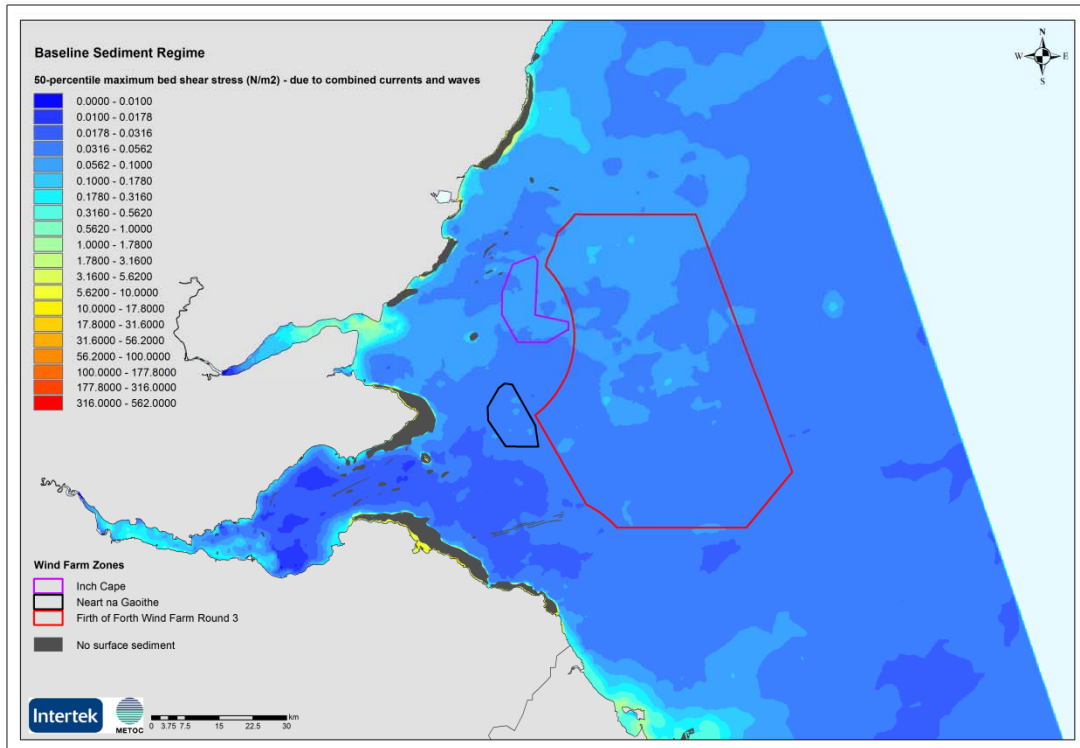 Baseline Sediment Regime
50-percentile maximum bed shear stress (N/m2) - due to combined currents and waves
0.0000 - 0.0100
0.0100 - 0.0178
0.0178 - 0.0316
0.0316 - 0.0562
0.0562 - 0.1000
0.1000 - 0.1780
0.1780 - 0.3160
0.3160 - 0.5620
0.5620 - 1.0000
1.0000 - 1.7800
1.7800 - 3.1600
3.1600 - 5.6200
5.6200 - 10.0000
10.0000 - 17.8000
17.8000 - 31.6000
31.6000 - 56.2000
56.2000 - 100.0000
100.0000 - 177.8000
177.8000 - 316.0000
316.0000 - 562.0000
N
W E
S
Wind Farm Zones
Inch Cape
Neart na Gaoithe
Firth of Forth Wind Farm Round 3
No surface sediment
Intertek
METOC
km
0 3.75 7.5 15 22.5 30